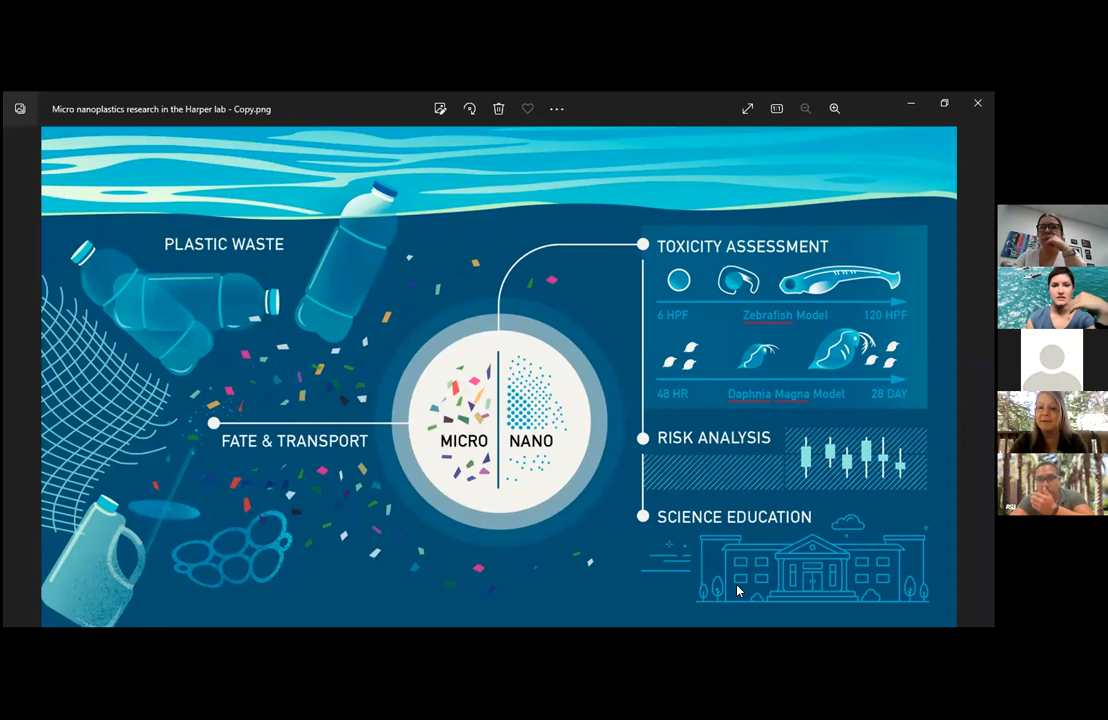 Micro nanoplastics research in the Harper lab - Copy.png
PLASTIC WASTE
TOXICITY ASSESSMENT
6 HPF
Zebrafish Model
120 HPF
48 HR
Daphnia Magna Model
28 DAY
MICRO
NANO
FATE & TRANSPORT
RISK ANALYSIS
SCIENCE EDUCATION